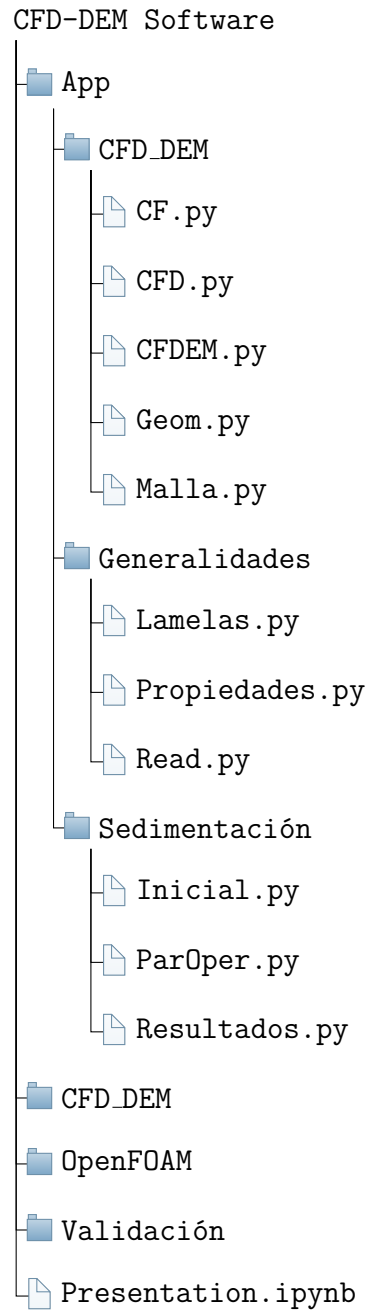 CFD-DEM Software
App
CFD_DEM
CF.py
CFD.py
CFDEM.py
Geom.py
Malla.py
Generalidades
Lamelas.py
Propiedades.py
Read.py
Sedimentación
Inicial.py
ParOper.py
Resultados.py
CFD_DEM
OpenFOAM
Validación
Presentation.ipynb